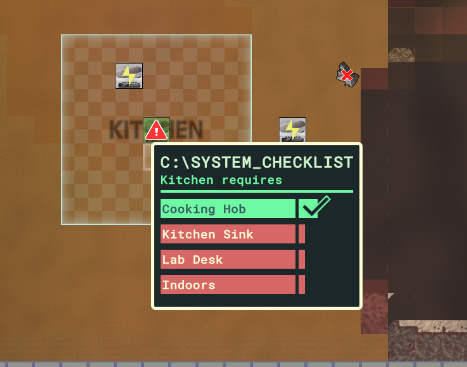 KITCHEN
C:\SYSTEM_CHECKLIST
Kitchen requires
Cooking Hob
Kitchen Sink
Lab Desk
Indoors